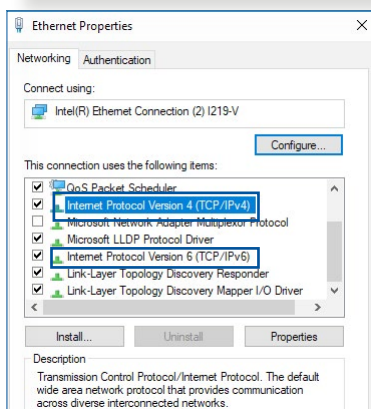 Ethernet Properties
Networking Authentication
Connect using:
Intel(R) Ethernet Connection (2) I219-V
Configure...
This connection uses the following items:
QoS Packet Scheduler
Internet Protocol Version 4 (TCP/IPv4)
Microsoft Network Adapter Multiplexor Protocol
Microsoft LLDP Protocol Driver
Internet Protocol Version 6 (TCP/IPv6)
Link-Layer Topology Discovery Responder
Link-Layer Topology Discovery Mapper I/O Driver
Install... Uninstall Properties
Description
Transmission Control Protocol/Internet Protocol. The default
wide area network protocol that provides communication
across diverse interconnected networks.